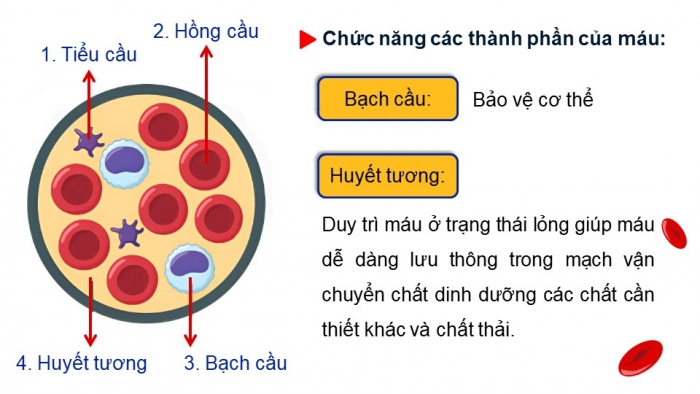 2. Hồng cầu
1. Tiểu cầu
4. Huyết tương
3. Bạch cầu
Chức năng các thành phần của máu:
Bạch cầu:
Bảo vệ cơ thể
Huyết tương:
Duy trì máu ở trạng thái lỏng giúp máu
dễ dàng lưu thông trong mạch vận
chuyển chất dinh dưỡng các chất cần
thiết khác và chất thải.